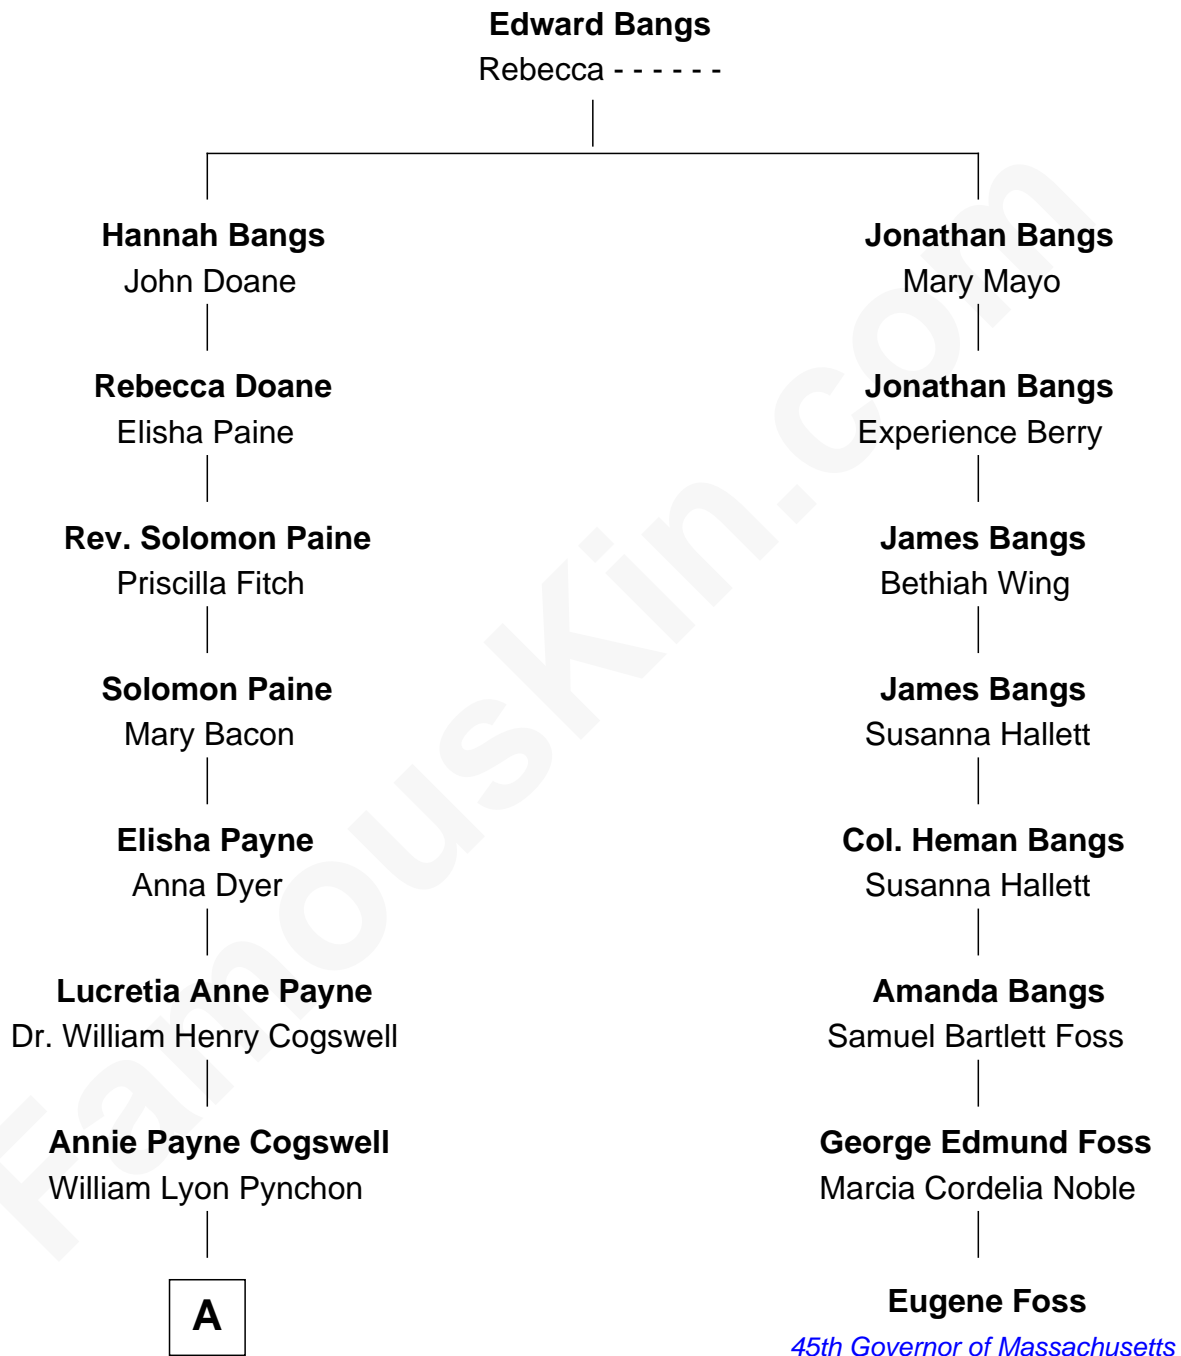 Edward Bangs
Rebecca - - - - - -
Hannah Bangs
John Doane
Jonathan Bangs
Mary Mayo
Rebecca Doane
Elisha Paine
Jonathan Bangs
Experience Berry
Rev. Solomon Paine
Priscilla Fitch
James Bangs
Bethiah Wing
Solomon Paine
Mary Bacon
James Bangs
Susanna Hallett
Elisha Payne
Anna Dyer
Col. Heman Bangs
Susanna Hallett
Lucretia Anne Payne
Dr. William Henry Cogswell
Amanda Bangs
Samuel Bartlett Foss
Annie Payne Cogswell
William Lyon Pynchon
George Edmund Foss
Marcia Cordelia Noble
A
Eugene Foss
45th Governor of Massachusetts
FamousKin.com